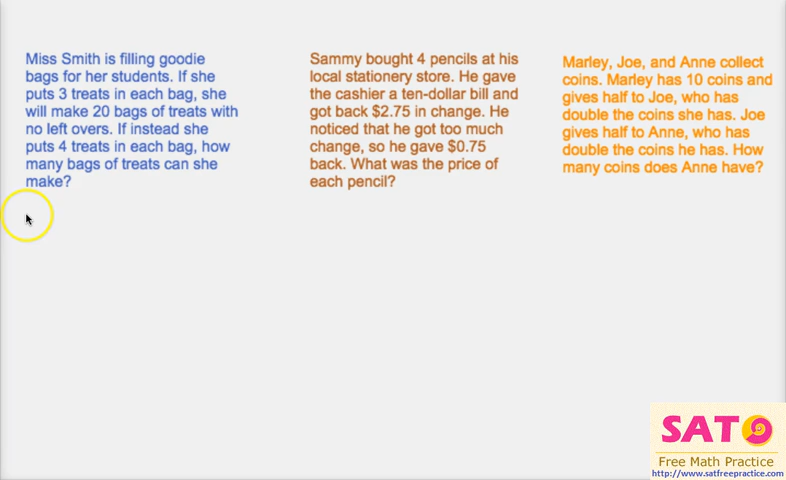 Miss Smith is filling goodie
bags for her students. If she
puts 3 treats in each bag, she
will make 20 bags of treats with
no left overs. If instead she
puts 4 treats in each bag, how
many bags of treats can she
make?
Sammy bought 4 pencils at his
local stationery store. He gave
the cashier a ten-dollar bill and
got back $2.75 in change. He
noticed that he got too much
change, so he gave $0.75
back. What was the price of
each pencil?
Marley, Joe, and Anne collect
coins. Marley has 10 coins and
gives half to Joe, who has
double the coins she has. Joe
gives half to Anne, who has
double the coins he has. How
many coins does Anne have?
SAT
Free Math Practice
http://www.satfreepractice.com